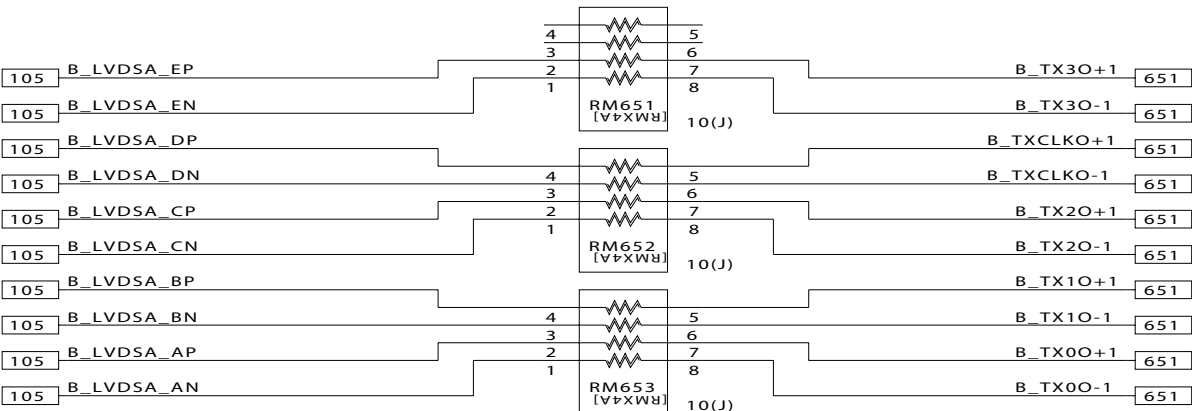 4 5
3 6
105 B_LVDSA_EP 2 7 B_TX3O+1 651
1 8
105 B_LVDSA_EN RM651 B_TX3O-1 651
[RMX4A] 10(J)
105 B_LVDSA_DP B_TXCLKO+1 651
105 B_LVDSA_DN 4 5 B_TXCLKO-1 651
3 6
105 B_LVDSA_CP 2 7 B_TX2O+1 651
1 8
105 B_LVDSA_CN RM652 B_TX2O-1 651
[RMX4A] 10(J)
105 B_LVDSA_BP B_TX1O+1 651
105 B_LVDSA_BN 4 5 B_TX1O-1 651
3 6
105 B_LVDSA_AP 2 7 B_TX0O+1 651
1 8
105 B_LVDSA_AN RM653 B_TX0O-1 651
[RMX4A] 10(J)